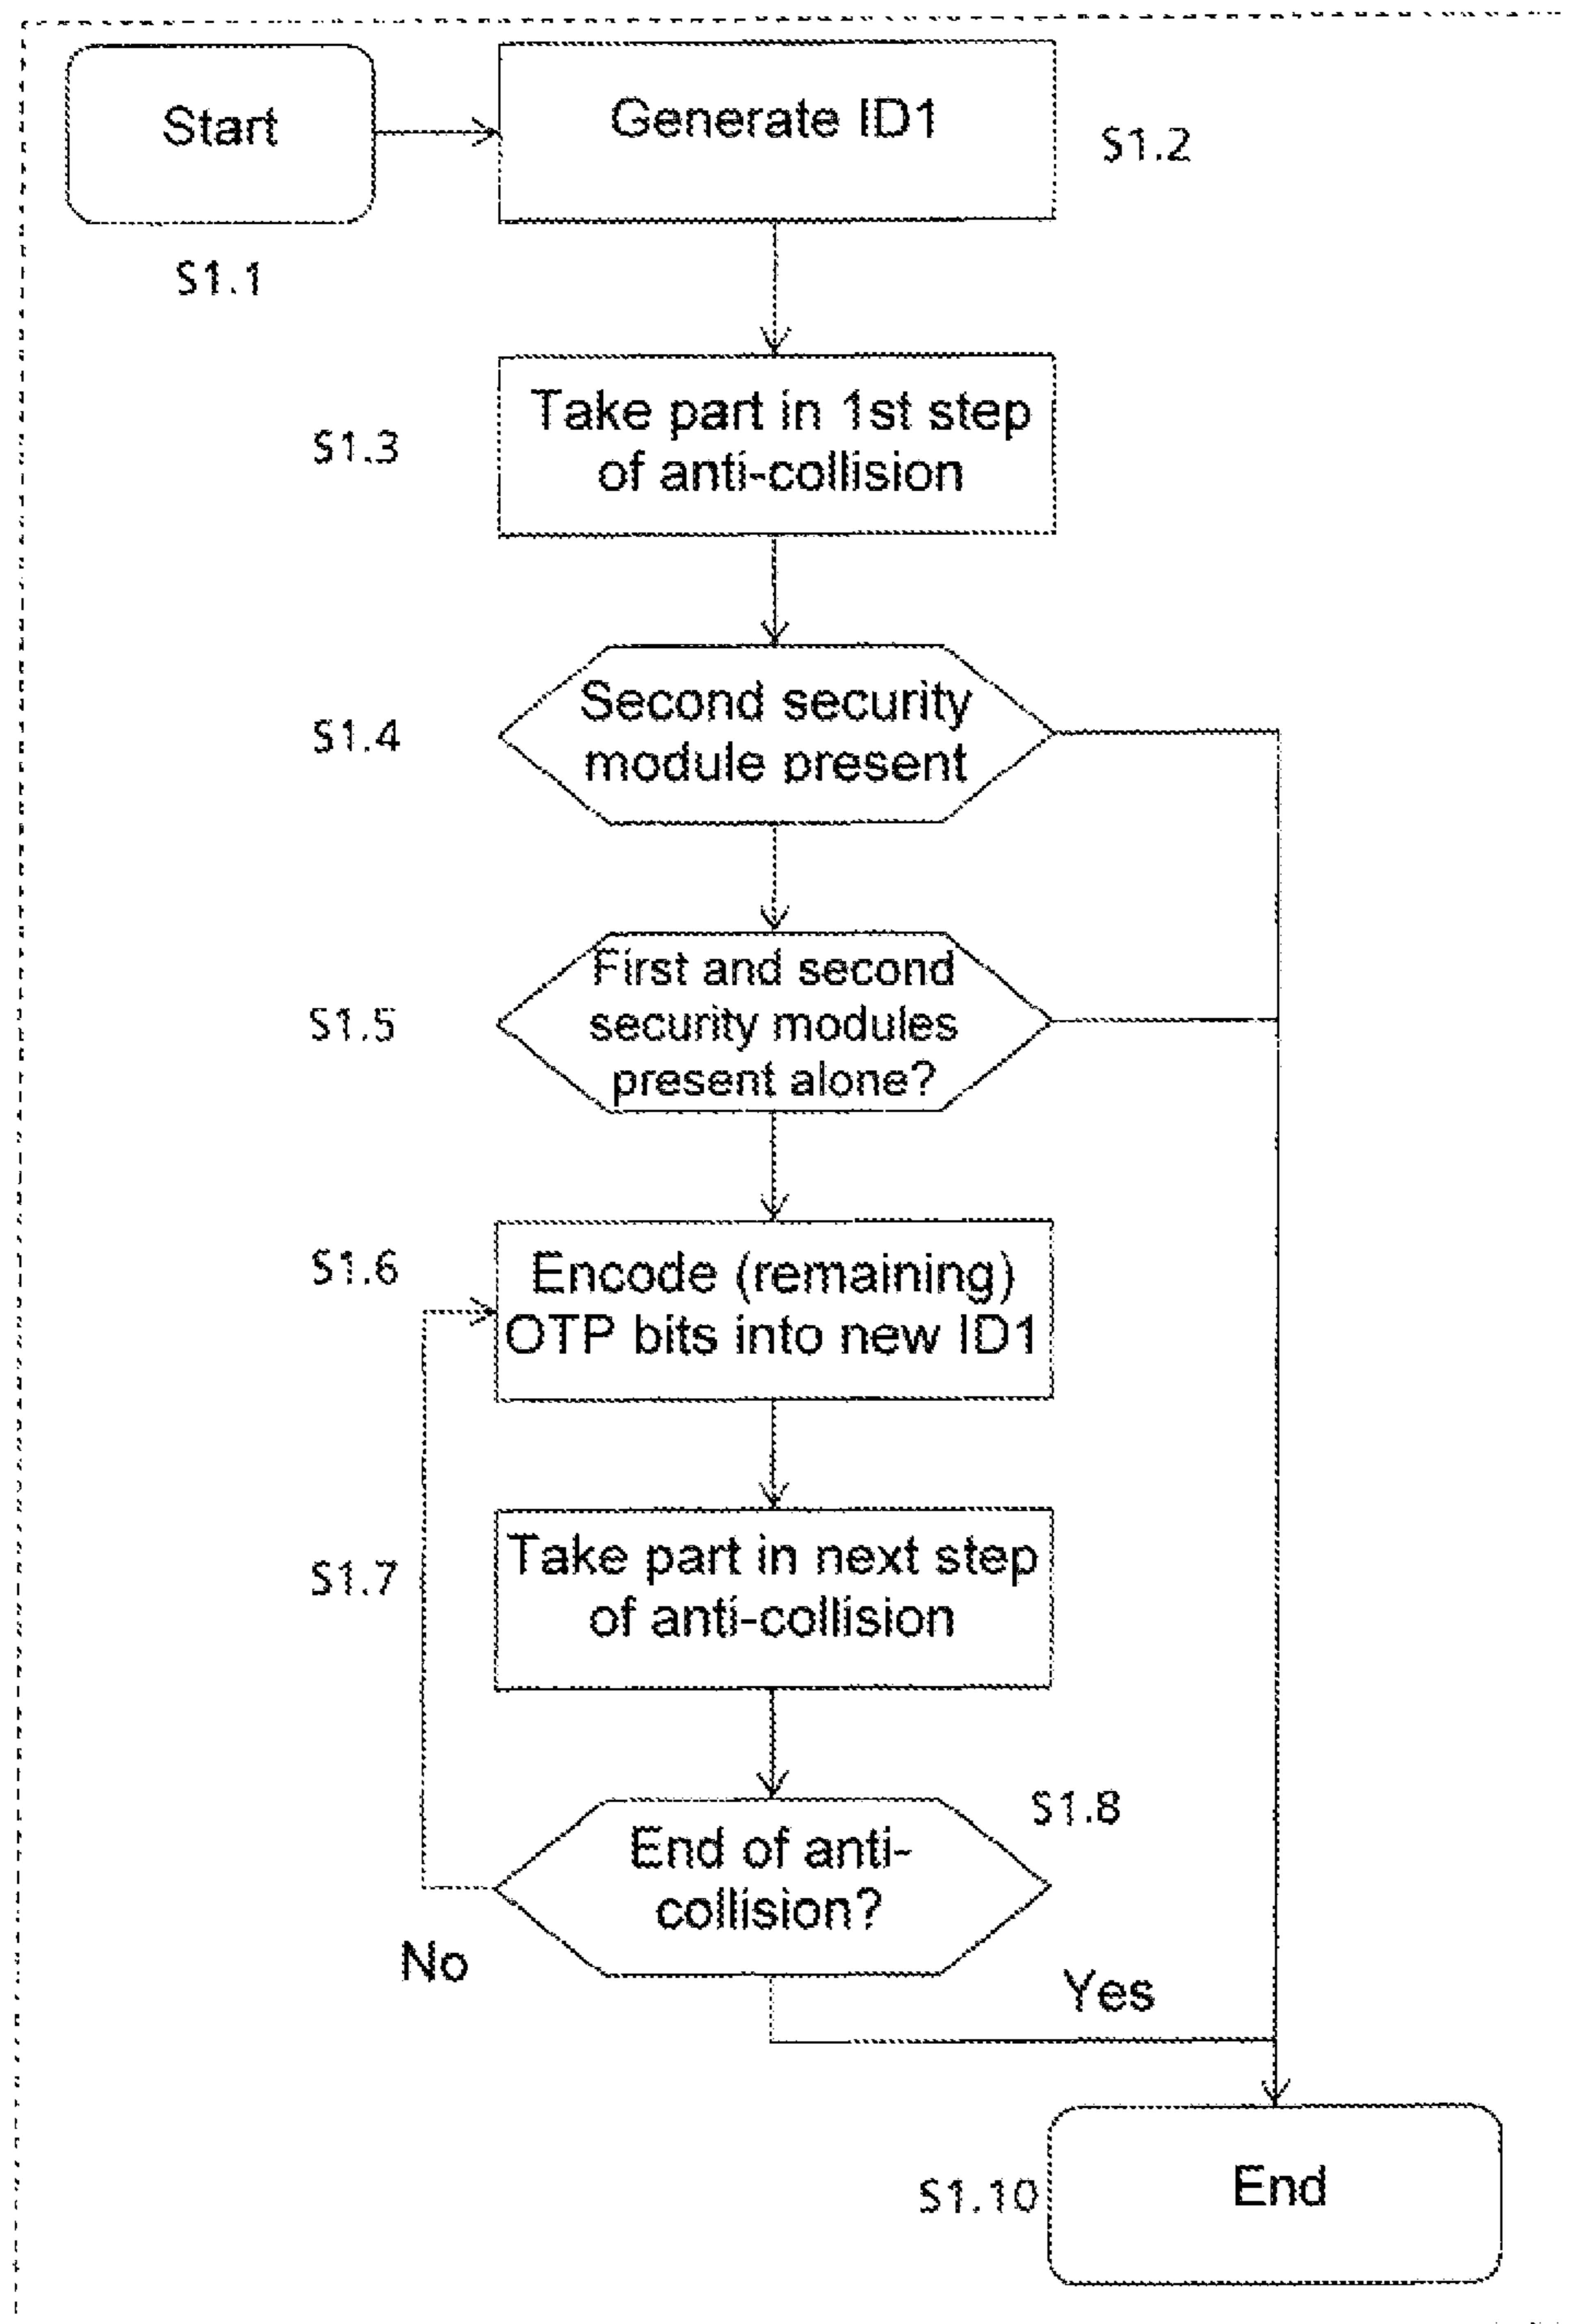 Start
Generate ID1
S1.2
S1.1
Take part in 1st step
of anti-collision
S1.3
Second security
module present
S1.4
First and second
security modules
present alone?
S1.5
S1.6
Encode (remaining)
OTP bits into new ID1
Take part in next step
of anti-collision
S1.7
S1.8
End of anti-
collision?
No
Yes
End
S1.10